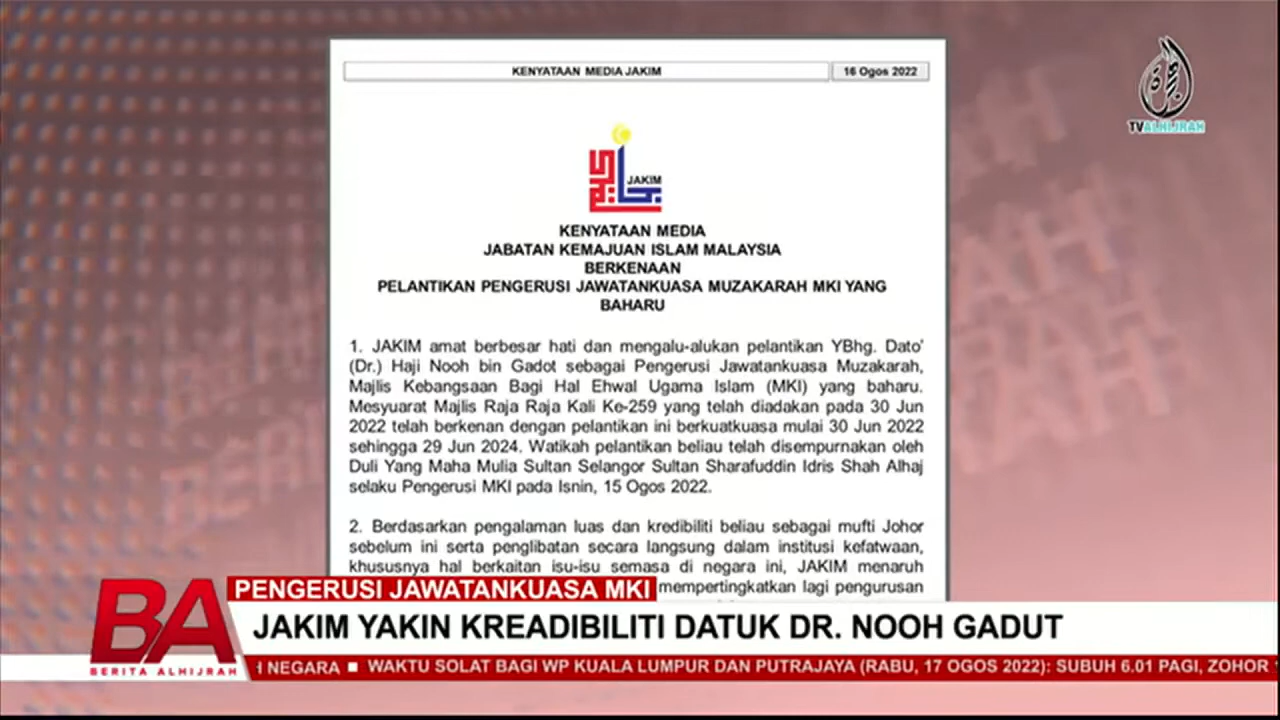 KENYATAAN MEDIA JAKIM
16 Ogos 2022
TV ALHIJRAH
JAKIM
KENYATAAN MEDIA
JABATAN KEMAJUAN ISLAM MALAYSIA
BERKENAAN
PELANTIKAN PENGERUSI JAWATANKUASA MUZAKARAH MKI YANG
BAHARU
1. JAKIM amat berbesar hati dan mengalu-alukan pelantikan YBhg. Dato'
(Dr.) Haji Nooh bin Gadot sebagai Pengerusi Jawatankuasa Muzakarah,
Majlis Kebangsaan Bagi Hal Ehwal Ugama Islam (MKI) yang baharu.
Mesyuarat Majlis Raja Raja Kali Ke-259 yang telah diadakan pada 30 Jun
2022 telah berkenan dengan pelantikan ini berkuatkuasa mulai 30 Jun 2022
sehingga 29 Jun 2024. Watikah pelantikan beliau telah disempurnakan oleh
Duli Yang Maha Mulia Sultan Selangor Sultan Sharafuddin Idris Shah Alhaj
selaku Pengerusi MKI pada Isnin, 15 Ogos 2022.
2. Berdasarkan pengalaman luas dan kredibiliti beliau sebagai mufti Johor
sebelum ini serta penglibatan secara langsung dalam institusi kefatwaan,
khususnya hal berkaitan isu-isu semasa di negara ini, JAKIM menaruh
mempertingkatkan lagi pengurusan
PENGERUSI JAWATANKUASA MKI
JAKIM YAKIN KREADIBILITI DATUK DR. NOOH GADUT
BA
BERITA ALHIJRAH
H NEGARA ■ WAKTU SOLAT BAGI WP KUALA LUMPUR DAN PUTRAJAYA (RABU, 17 OGOS 2022): SUBUH 6.01 PAGI, ZOHOR